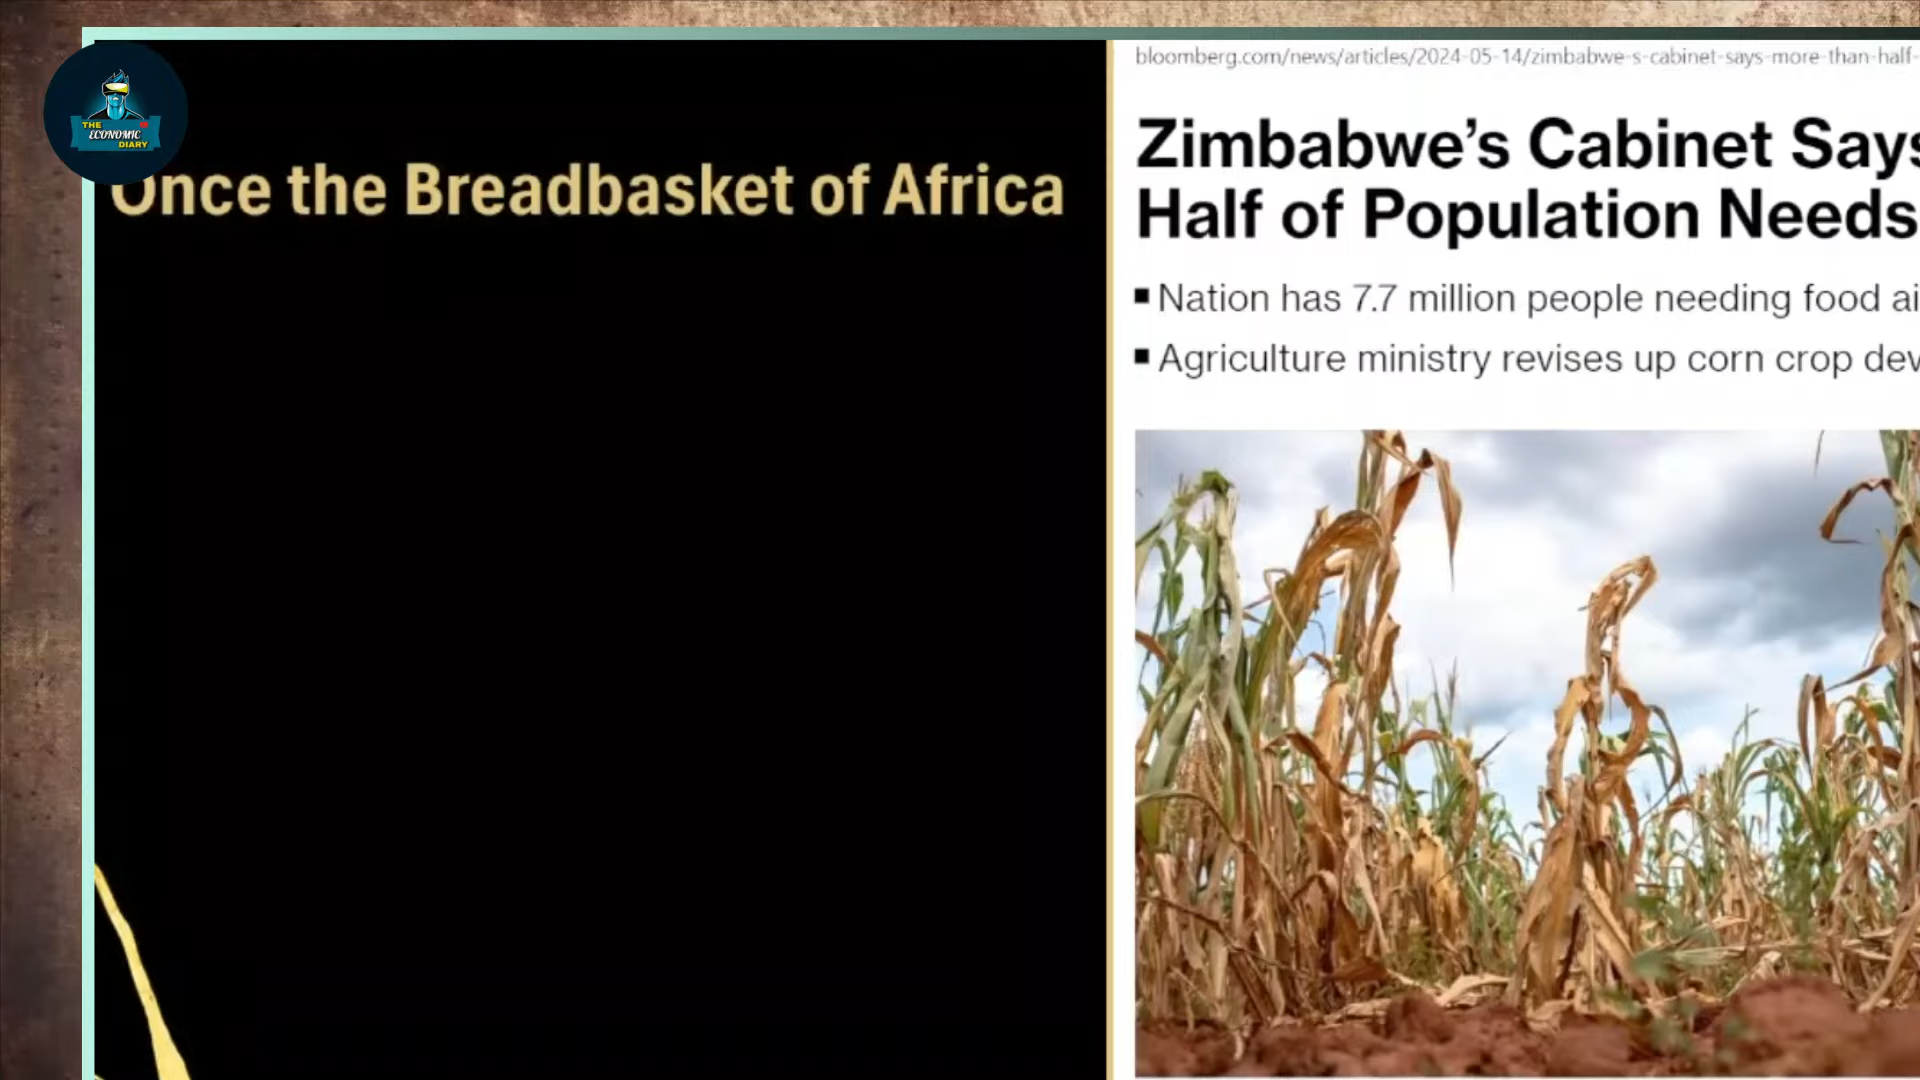 THE
ECONOMIC
DIARY
Once the Breadbasket of Africa
bloomberg.com/news/articles/2024-05-14/zimbabwe-s-cabinet-says-more-than-half-
Zimbabwe’s Cabinet Says
Half of Population Needs
Nation has 7.7 million people needing food ai
Agriculture ministry revises up corn crop dev